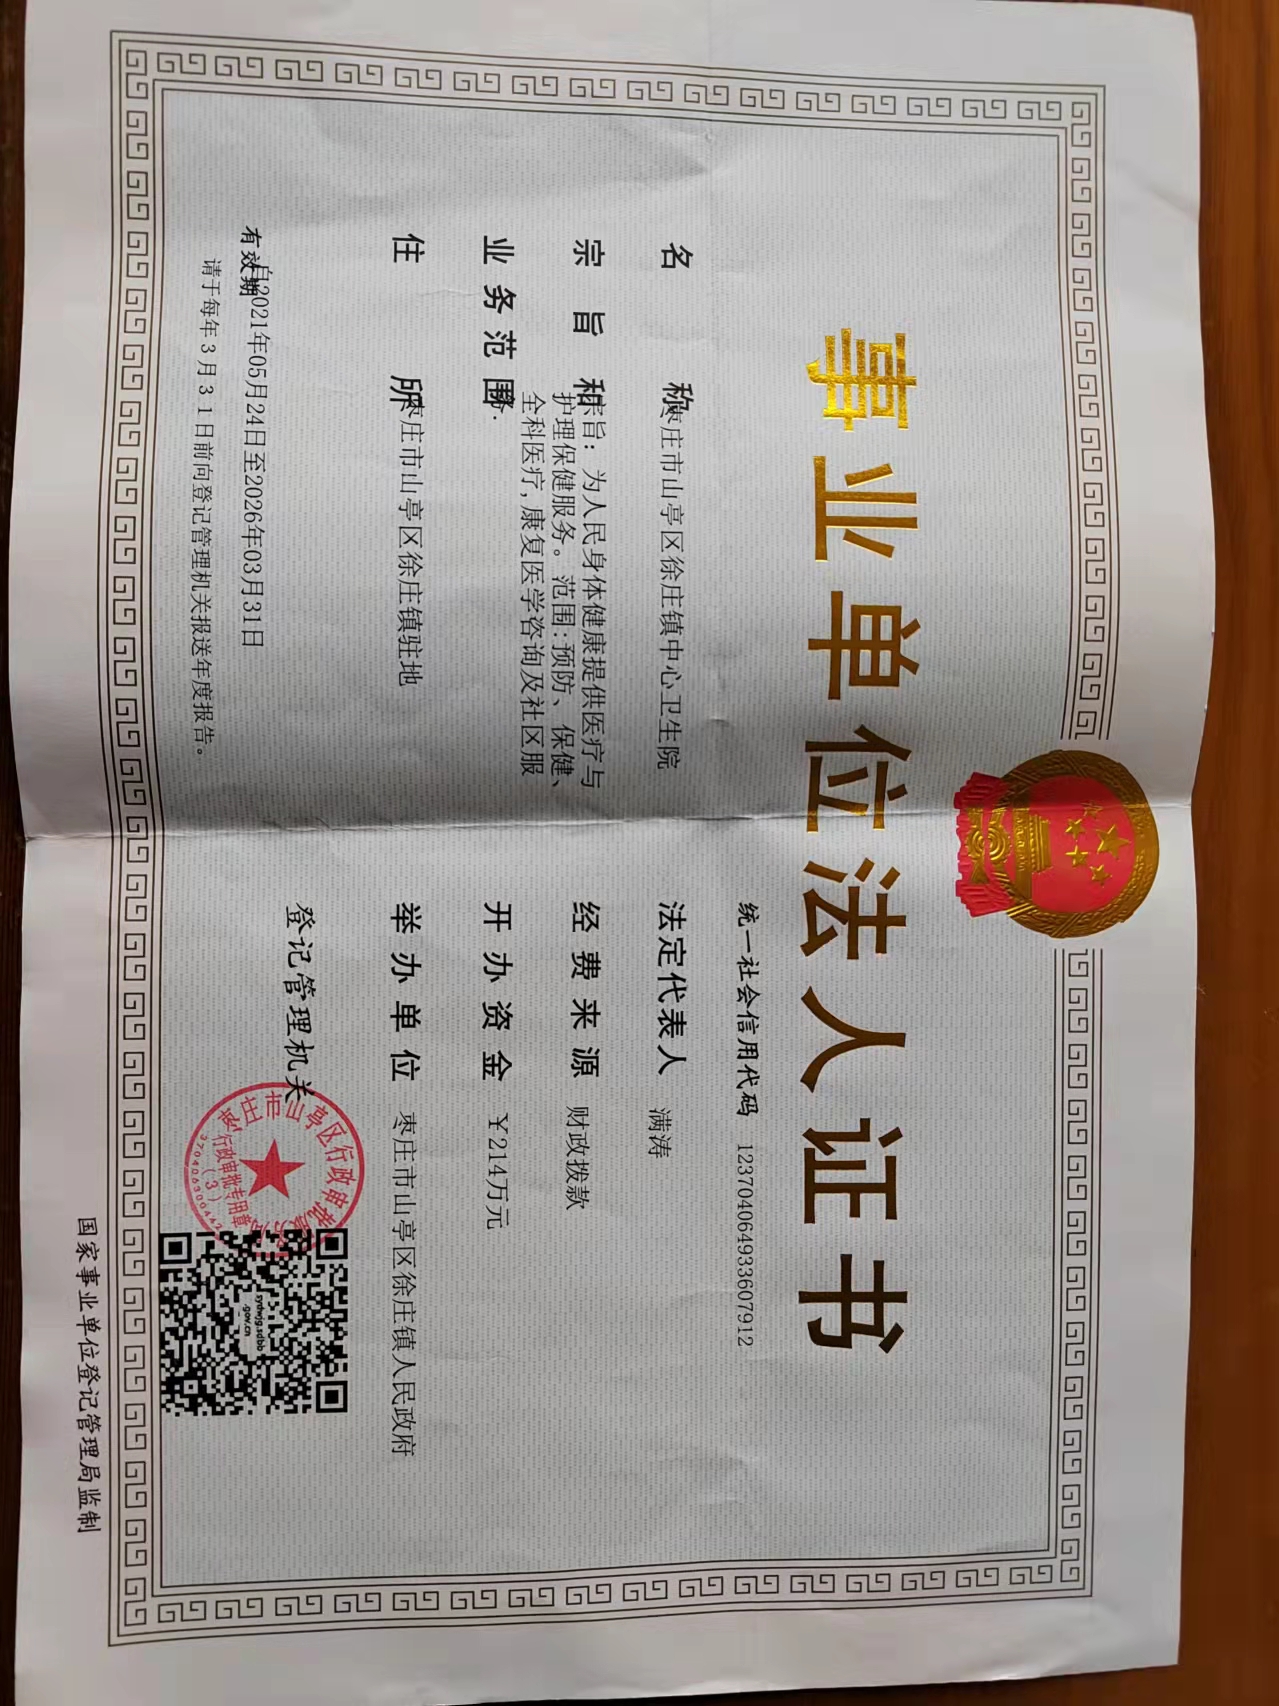 事业单位法人证书
统一社会信用代码 12370406493360​7912
名称 枣庄市山亭区徐庄镇中心卫生院
宗旨和
业务范围
宗旨：为人民身体健康提供医疗与
护理保健服务。范围:预防、保健、
全科医疗,康复医学咨询及社区服
务.
住所 枣庄市山亭区徐庄镇驻地
有效期 自2021年05月24日至2026年03月31日
请于每年3月31日前向登记管理机关报送年度报告。
法定代表人 满涛
经费来源 财政拨款
开办资金 ¥214万元
举办单位 枣庄市山亭区徐庄镇人民政府
登记管理机关
枣庄市山亭区行政审批服务局
行政审批专用章
(3)
sydwjg.sdbb
.gov.cn
国家事业单位登记管理局监制